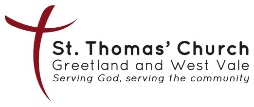 St. Thomas' Church
Greetland and West Vale
Serving God, serving the community